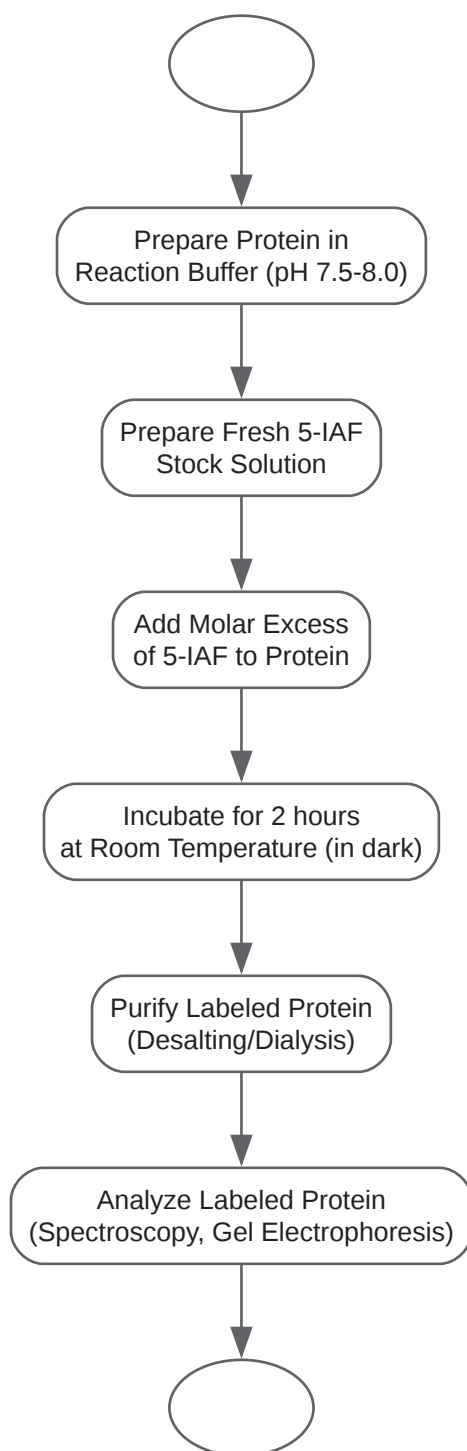 Prepare Protein in
Reaction Buffer (pH 7.5-8.0)
Prepare Fresh 5-IAF
Stock Solution
Add Molar Excess
of 5-IAF to Protein
Incubate for 2 hours
at Room Temperature (in dark)
Purify Labeled Protein
(Desalting/Dialysis)
Analyze Labeled Protein
(Spectroscopy, Gel Electrophoresis)